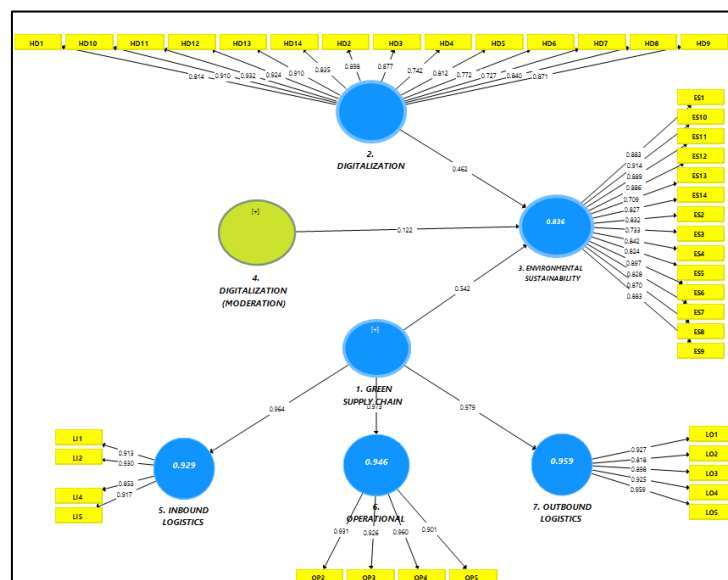 HD1 HD10 HD11 HD12 HD13 HD14 HD2 HD3 HD4 HD5 HD6 HD7 HD8 HD9
0.814 0.910 0.932 0.924 0.910 0.835 0.898 0.877 0.742 0.812 0.772 0.727 0.840 0.871
2.
DIGITALIZATION
0.462
ES1
ES10
ES11
ES12
ES13
ES14
ES2
ES3
ES4
ES5
ES6
ES7
ES8
ES9
0.883
0.914
0.889
0.886
0.709
0.827
0.832
0.733
0.842
0.824
0.897
0.828
0.870
0.883
[+]
0.122
0.836
3. ENVIRONMENTAL
SUSTAINABILITY
4.
DIGITALIZATION
(MODERATION)
0.542
[+]
1. GREEN
SUPPLY CHAIN
0.964
0.973
0.979
LI1
LI2
LI4
LI5
0.913
0.930
0.853
0.917
0.929
5. INBOUND
LOGISTICS
0.946
6.
OPERATIONAL
0.959
7. OUTBOUND
LOGISTICS
0.927
0.818
0.898
0.925
0.959
LO1
LO2
LO3
LO4
LO5
0.931 0.926 0.960 0.901
OP2 OP3 OP4 OP5